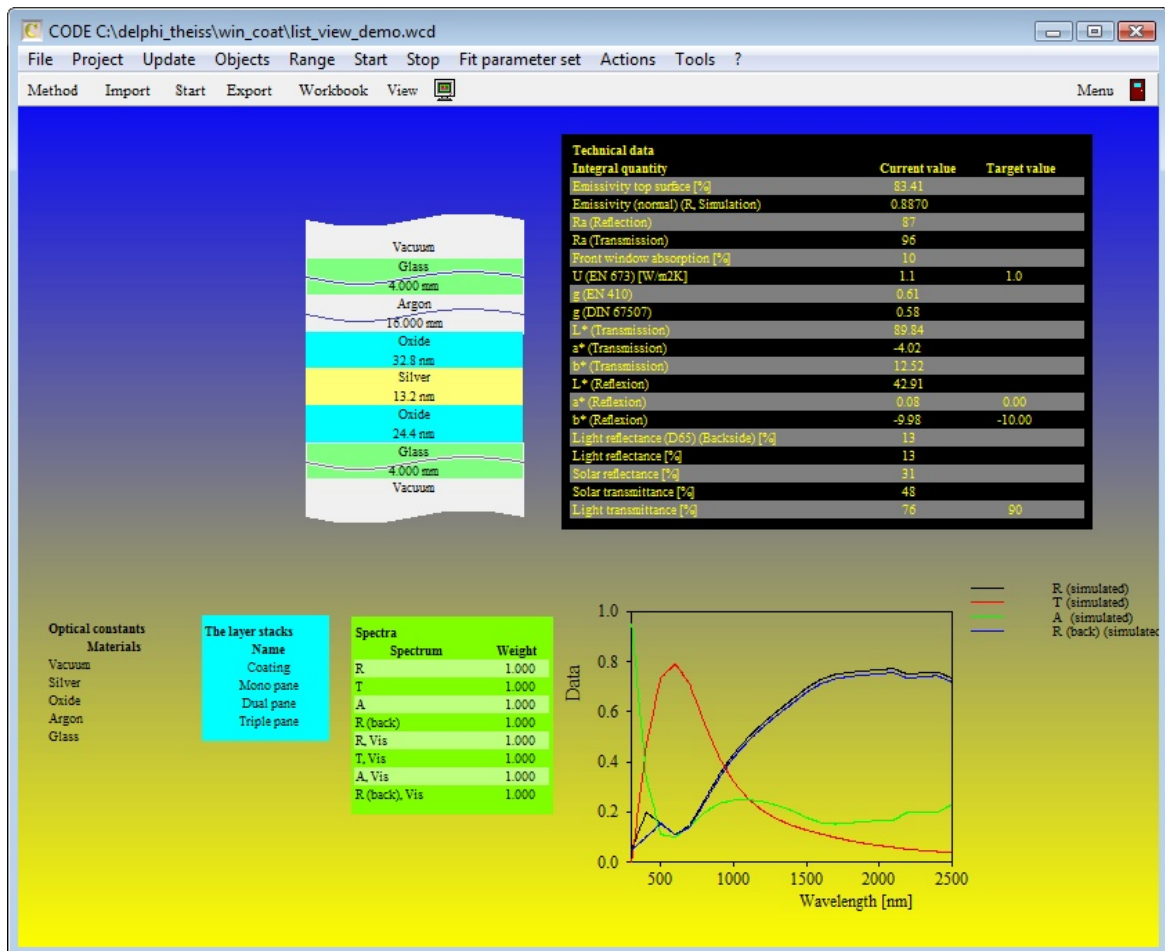 CODE C:\delphi_theiss\win_coat\list_view_demo.wcd
File Project Update Objects Range Start Stop Fit parameter set Actions Tools ?
Method Import Start Export Workbook View Menu
Vacuum
Glass
4.000 mm
Argon
16.000 mm
Oxide
32.8 nm
Silver
13.2 nm
Oxide
24.4 nm
Glass
4.000 mm
Vacuum
Technical data
Integral quantity Current value Target value
Emissivity top surface [%] 83.41
Emissivity (normal) (R, Simulation) 0.8870
Ra (Reflection) 87
Ra (Transmission) 96
Front window absorption [%] 10
U (EN 673) [W/m2K] 1.1 1.0
g (EN 410) 0.61
g (DIN 67507) 0.58
L* (Transmission) 89.84
a* (Transmission) -4.02
b* (Transmission) 12.52
L* (Reflexion) 42.91
a* (Reflexion) 0.08 0.00
b* (Reflexion) -9.98 -10.00
Light reflectance (D65) (Backside) [%] 13
Light reflectance [%] 13
Solar reflectance [%] 31
Solar transmittance [%] 48
Light transmittance [%] 76 90
Optical constants
Materials
Vacuum
Silver
Oxide
Argon
Glass
The layer stacks
Name
Coating
Mono pane
Dual pane
Triple pane
Spectra
Spectrum Weight
R 1.000
T 1.000
A 1.000
R (back) 1.000
R, Vis 1.000
T, Vis 1.000
A, Vis 1.000
R (back), Vis 1.000
R (simulated)
T (simulated)
A (simulated)
R (back) (simulated
1.0
0.8
0.6
0.4
0.2
0.0
Data
500 1000 1500 2000 2500
Wavelength [nm]